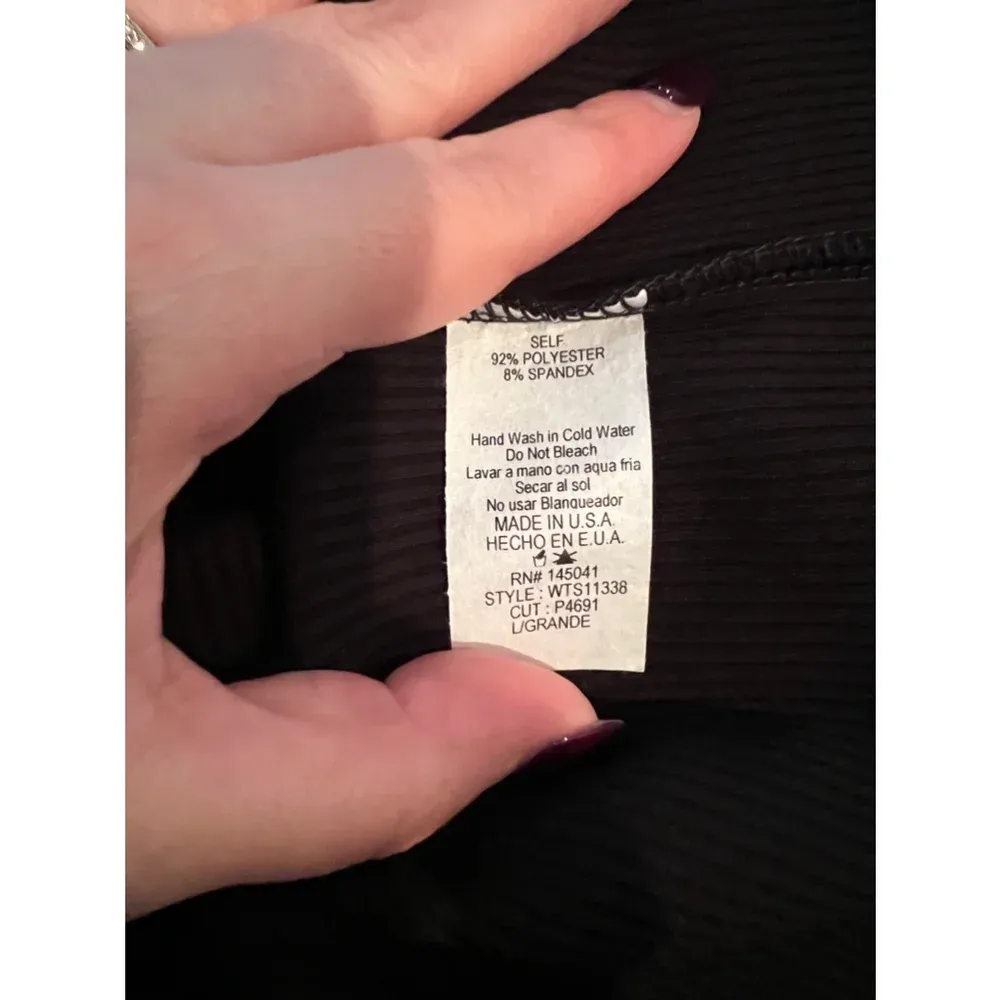 SELF
92% POLYESTER
8% SPANDEX
Hand Wash in Cold Water
Do Not Bleach
Lavar a mano con aqua fria
Secar al sol
No usar Blanqueador
MADE IN U.S.A.
HECHO EN E.U.A.
RN# 145041
STYLE : WTS11338
CUT : P4691
L/GRANDE